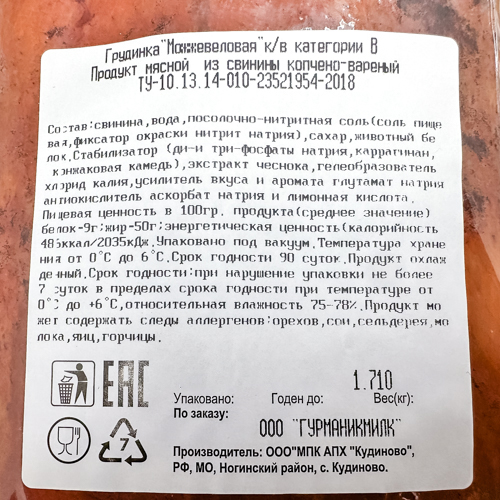 Грудинка"Можжевеловая"к/в категории В
Продукт мясной из свинины копчено-вареный
ТУ-10.13.14-010-23521954-2018
Состав:свинина,вода,посолочно-нитритная соль(соль пище
вая,фиксатор окраски нитрит натрия),сахар,животный бе
лок.Стабилизатор (ди-и три-фосфаты натрия,каррагинан,
ксонжаковая камедь),экстракт чеснока,гелеобразователь
хлорид калия,усилитель вкуса и аромата глутамат натрия
антиокислитель аскорбат натрия и лимонная кислота.
Пищевая ценность в 100гр. продукта(среднее значение)
белок-9г;жир-50г;энергетическая ценность(калорийность
486ккал/2035кДж.Упаковано под вакуум.Температура хране
ния от 0°С до 6°С.Срок годности 90 суток.Продукт охлаж
денный.Срок годности:при нарушении упаковки не более
7 суток в пределах срока годности при температуре от
0°С до +6°С,относительная влажность 75-78%.Продукт мо
жет содержать следы аллергенов:орехов,сои,сельдерея,мо
лока,яиц,горчицы.
EAC
1.710
Упаковано: Годен до: Вес(кг):
По заказу:
ООО "ГУРМАНИКМИЛК"
7
Производитель: ООО"МПК АПХ "Кудиново",
РФ, МО, Ногинский район, с. Кудиново.